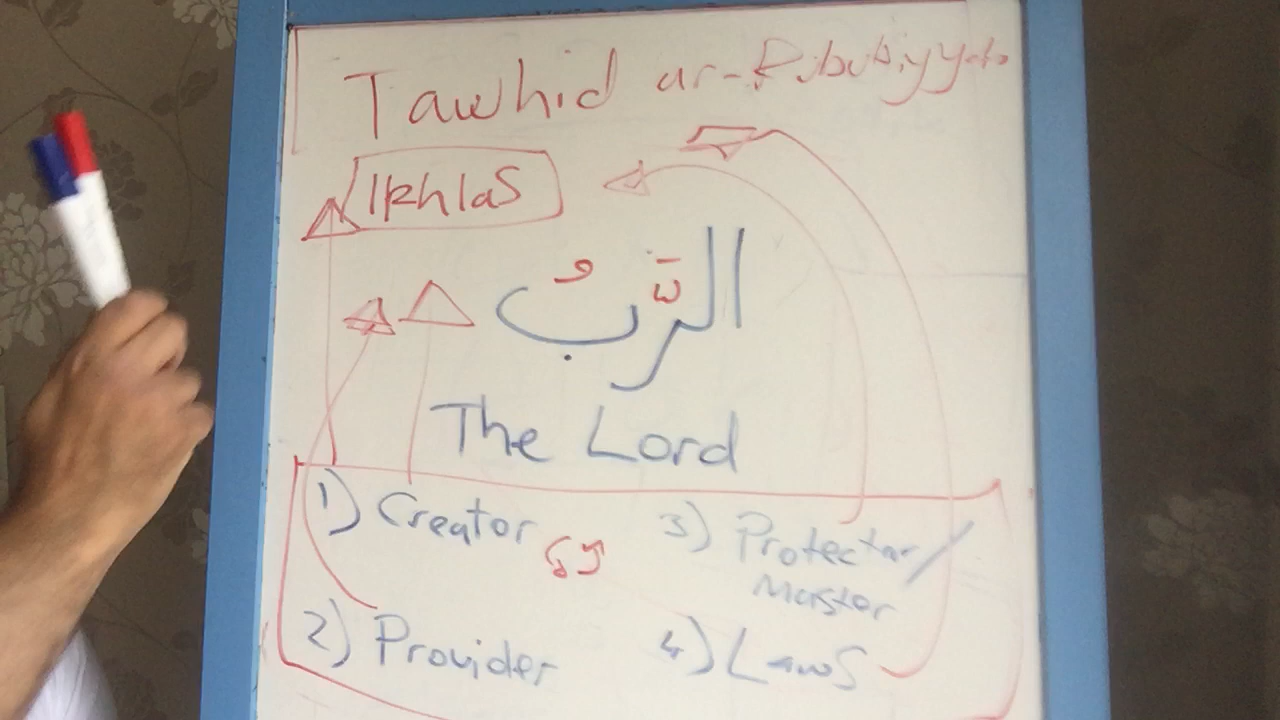 Tawhid ar-Rububiyyah
Ikhlas
الرَّبُ
The Lord
1) Creator
2) Provider
3) Protector/
Master
4) Laws